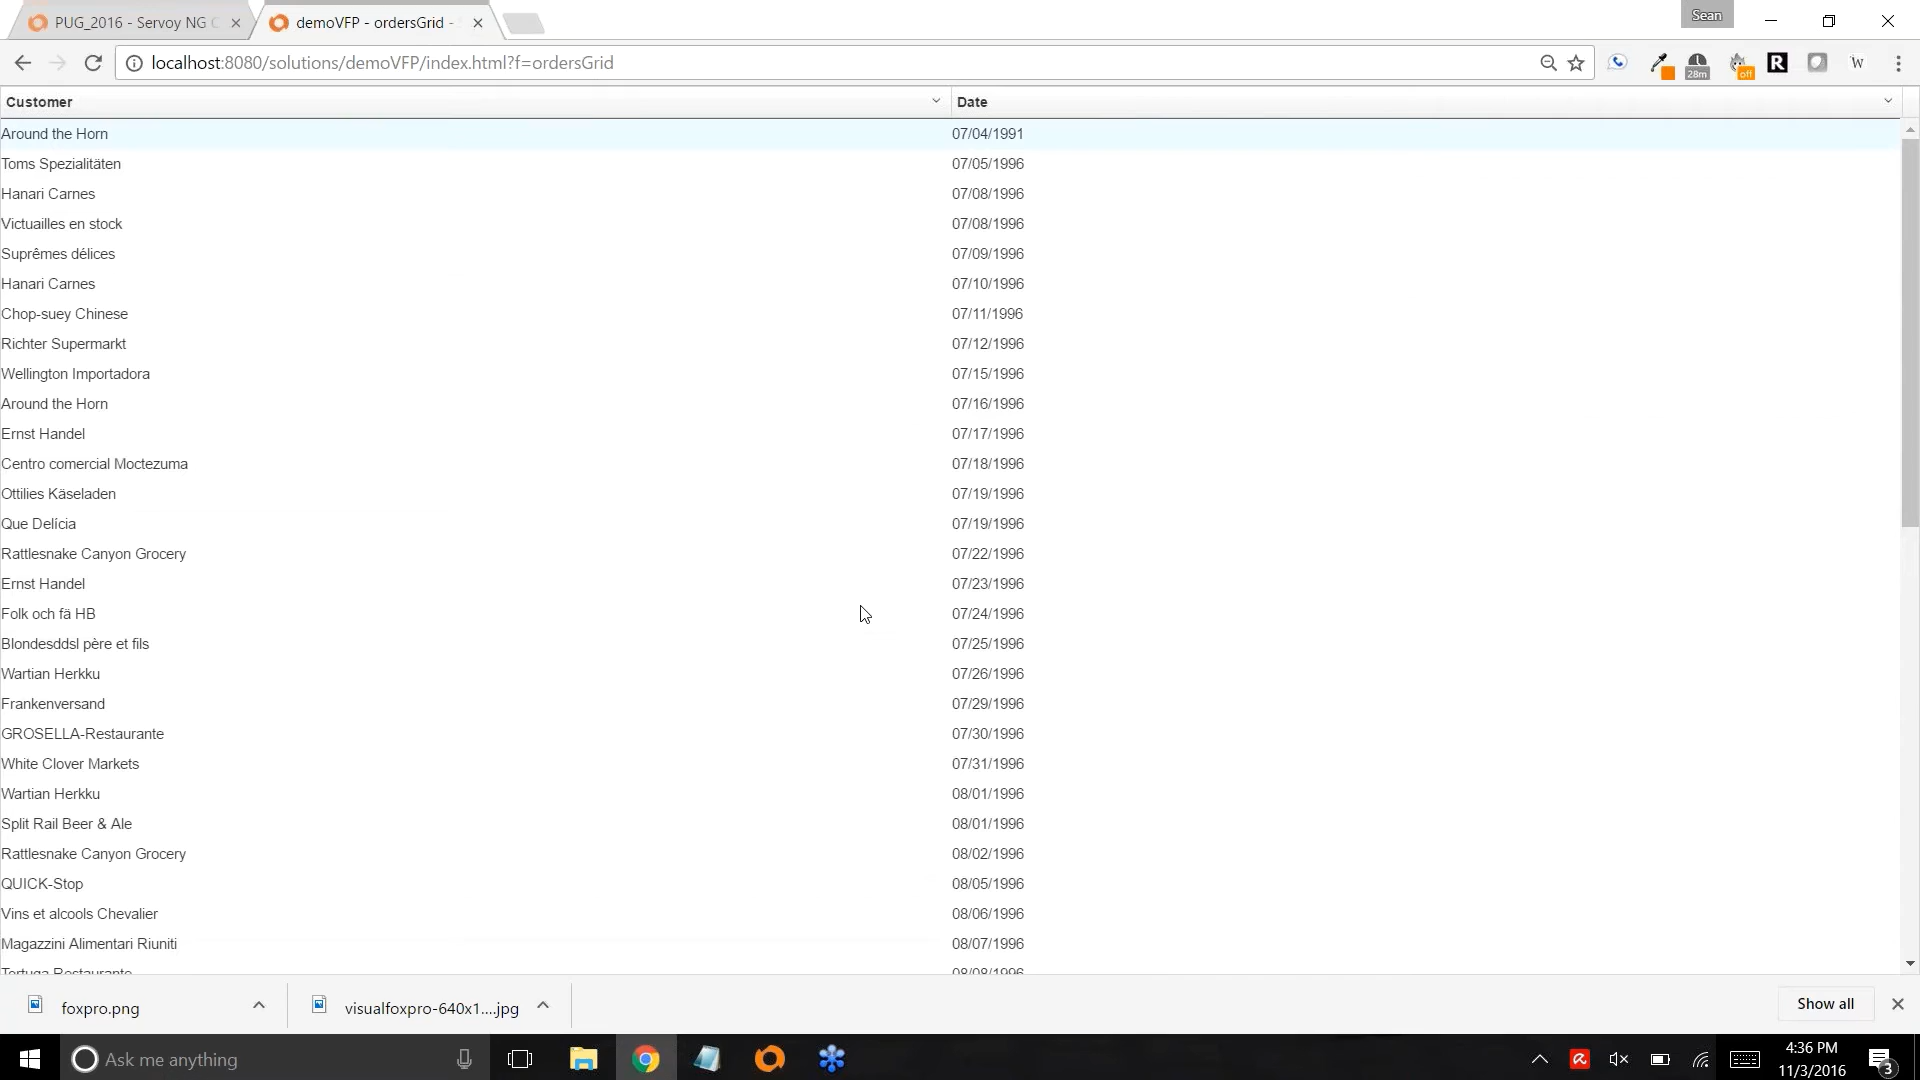 PUG_2016 - Servoy NG C
demoVFP - ordersGrid -
Sean
localhost:8080/solutions/demoVFP/index.html?f=ordersGrid
28m
off
R
W
Customer Date
Around the Horn 07/04/1991
Toms Spezialitäten 07/05/1996
Hanari Carnes 07/08/1996
Victuailles en stock 07/08/1996
Suprêmes délices 07/09/1996
Hanari Carnes 07/10/1996
Chop-suey Chinese 07/11/1996
Richter Supermarkt 07/12/1996
Wellington Importadora 07/15/1996
Around the Horn 07/16/1996
Ernst Handel 07/17/1996
Centro comercial Moctezuma 07/18/1996
Ottilies Käseladen 07/19/1996
Que Delícia 07/19/1996
Rattlesnake Canyon Grocery 07/22/1996
Ernst Handel 07/23/1996
Folk och fä HB 07/24/1996
Blondesddsl père et fils 07/25/1996
Wartian Herkku 07/26/1996
Frankenversand 07/29/1996
GROSELLA-Restaurante 07/30/1996
White Clover Markets 07/31/1996
Wartian Herkku 08/01/1996
Split Rail Beer & Ale 08/01/1996
Rattlesnake Canyon Grocery 08/02/1996
QUICK-Stop 08/05/1996
Vins et alcools Chevalier 08/06/1996
Magazzini Alimentari Riuniti 08/07/1996
Tortuga Restaurante 08/08/1996
foxpro.png
visualfoxpro-640x1....jpg
Show all
Ask me anything
4:36 PM
11/3/2016
3